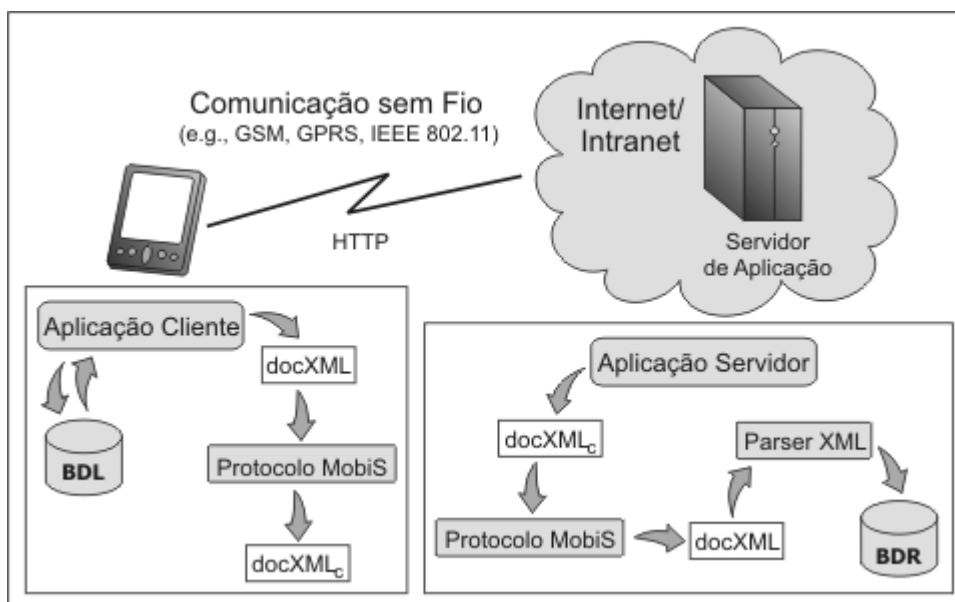 Comunicação sem Fio
(e.g., GSM, GPRS, IEEE 802.11)
HTTP
Internet/
Intranet
Servidor
de Aplicação
Aplicação Cliente
docXML
BDL
Protocolo MobiS
docXMLc
Aplicação Servidor
docXMLc
Protocolo MobiS
docXML
Parser XML
BDR